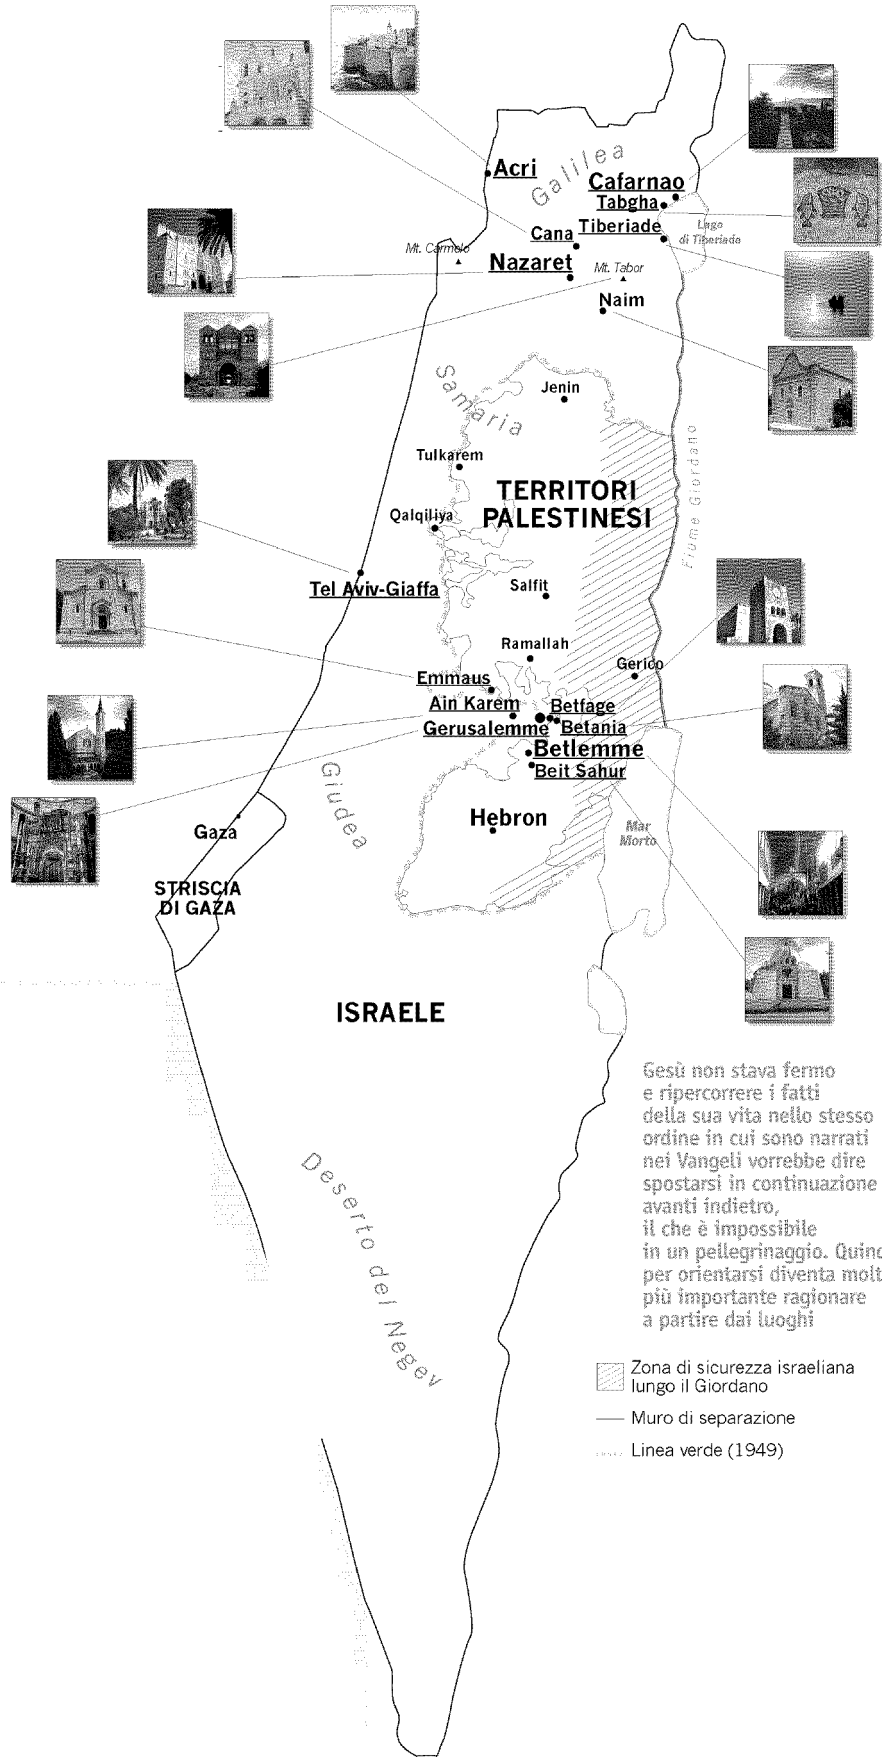 Acri
Galilea
Cafarnao
Tabgha
Tiberiade
Lago
di Tiberiade
Cana
Mt. Carmelo
Nazaret
Mt. Tabor
Naim
Samaria
Jenin
Tulkarem
TERRITORI
PALESTINESI
Qalqiliya
Fiume Giordano
Tel Aviv-Giaffa
Salfit
Ramallah
Gerico
Emmaus
Ain Karem
Betfage
Gerusalemme
Betania
Betlemme
Beit Sahur
Giudea
Hebron
Mar
Morto
Gaza
STRISCIA
DI GAZA
ISRAELE
Deserto del Negev
Gesù non stava fermo
e ripercorrere i fatti
della sua vita nello stesso
ordine in cui sono narrati
nei Vangeli vorrebbe dire
spostarsi in continuazione
avanti indietro,
il che è impossibile
in un pellegrinaggio. Quind
per orientarsi diventa molt
più importante ragionare
a partire dai luoghi
Zona di sicurezza israeliana
lungo il Giordano
Muro di separazione
Linea verde (1949)